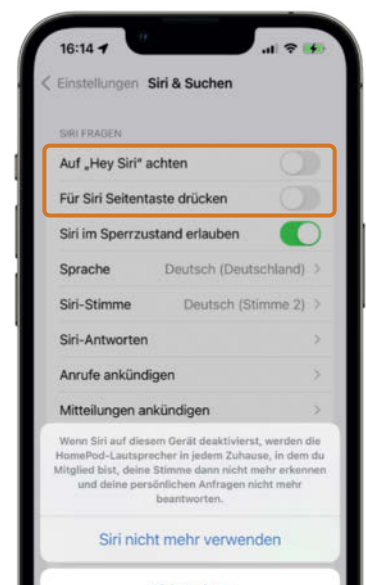 16:14
Einstellungen Siri & Suchen
SIRI FRAGEN
Auf „Hey Siri“ achten
Für Siri Seitentaste drücken
Siri im Sperrzustand erlauben
Sprache Deutsch (Deutschland)
Siri-Stimme Deutsch (Stimme 2)
Siri-Antworten
Anrufe ankündigen
Mitteilungen ankündigen
Wenn Siri auf diesem Gerät deaktivierst, werden die
HomePod-Lautsprecher in jedem Zuhause, in dem du
Mitglied bist, deine Stimme dann nicht mehr erkennen
und deine persönlichen Anfragen nicht mehr
beantworten.
Siri nicht mehr verwenden